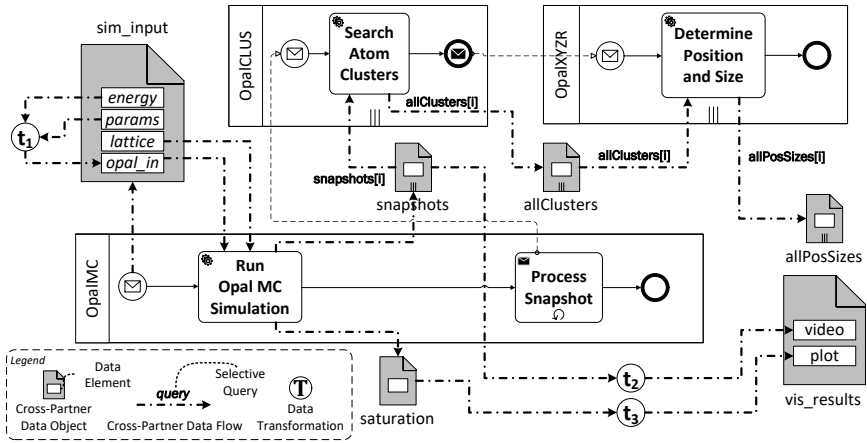 sim_input
energy
params
lattice
opal_in
t1
OpalCLUS
Search
Atom
Clusters
allClusters[i]
OpalXYZR
Determine
Position
and Size
snapshots[i]
snapshots
allClusters[i]
allClusters
allPosSizes[i]
allPosSizes
OpalMC
Run
Opal MC
Simulation
Process
Snapshot
video
plot
vis_results
saturation
t2
t3
Legend
Data
Element
Cross-Partner
Data Object
query
Selective
Query
Cross-Partner Data Flow
T
Data
Transformation